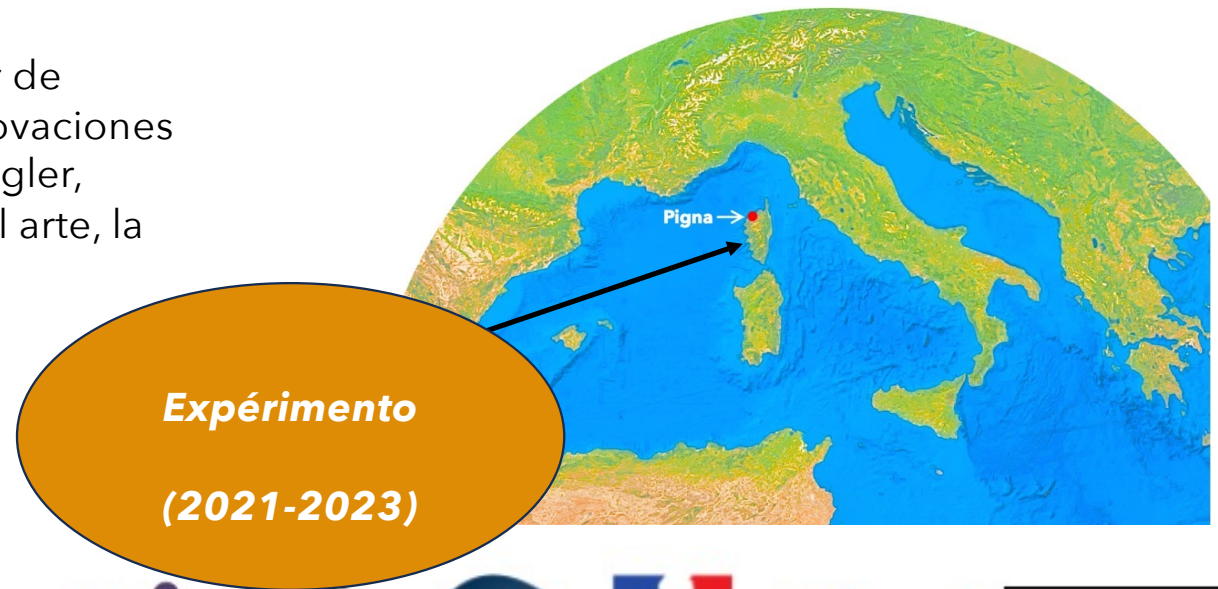 de
ovaciones
gler,
l arte, la
Pigna
Expérimento
(2021-2023)